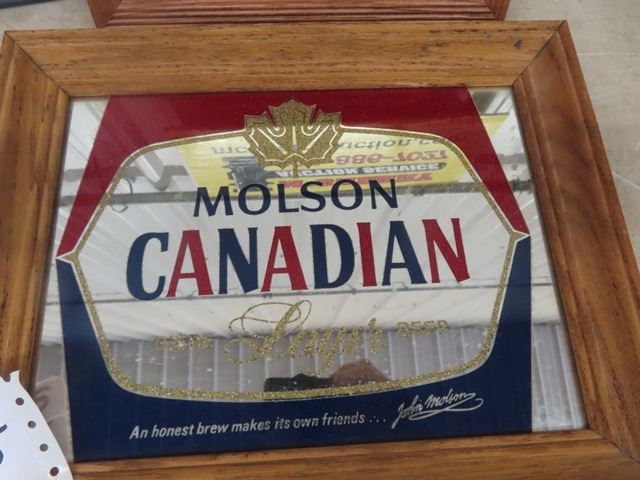 MOLSON
CANADIAN
Lager BEER
An honest brew makes its own friends...
John Molson